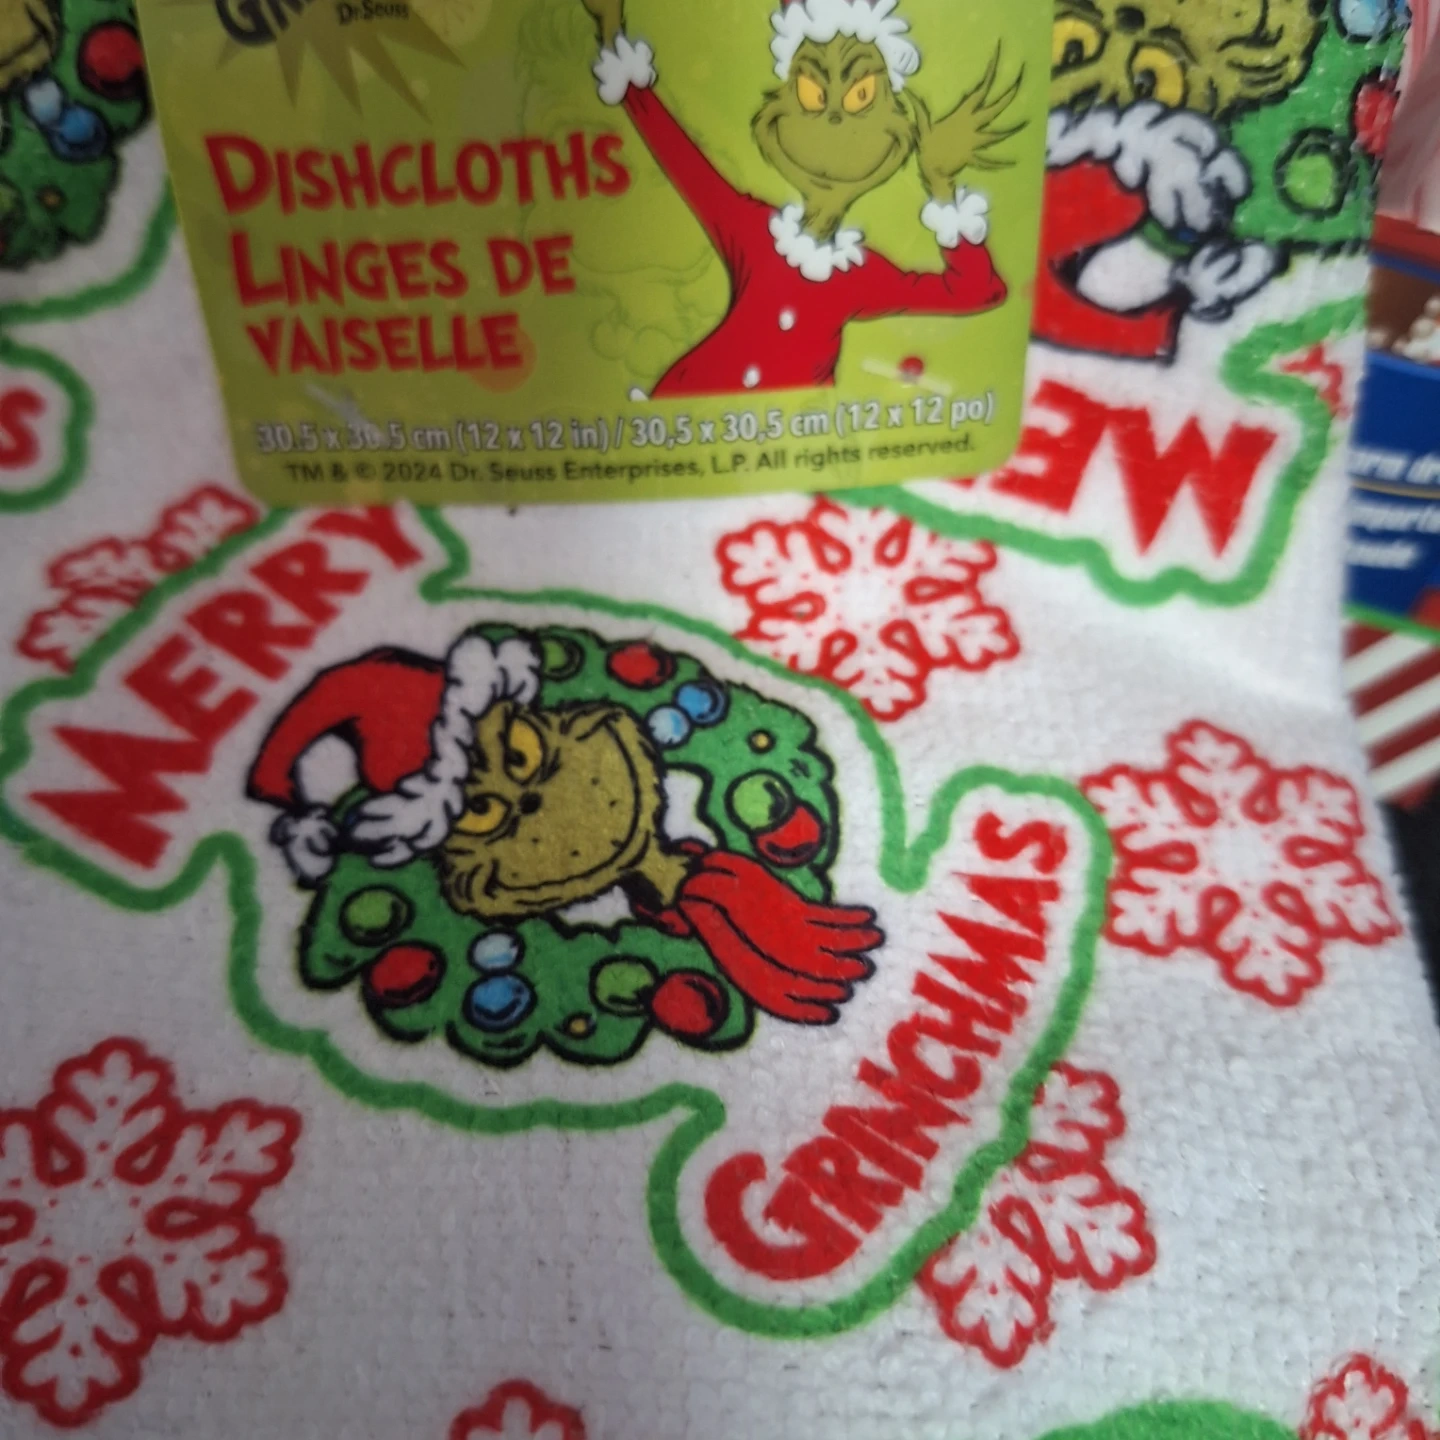 Dr. Seuss
DISHCLOTHS
LINGES DE
VAISELLE
30.5 x 30.5 cm (12 x 12 in) / 30,5 x 30,5 cm (12 x 12 po)
TM & © 2024 Dr. Seuss Enterprises, L.P. All rights reserved.
MERRY
GRINCHMAS